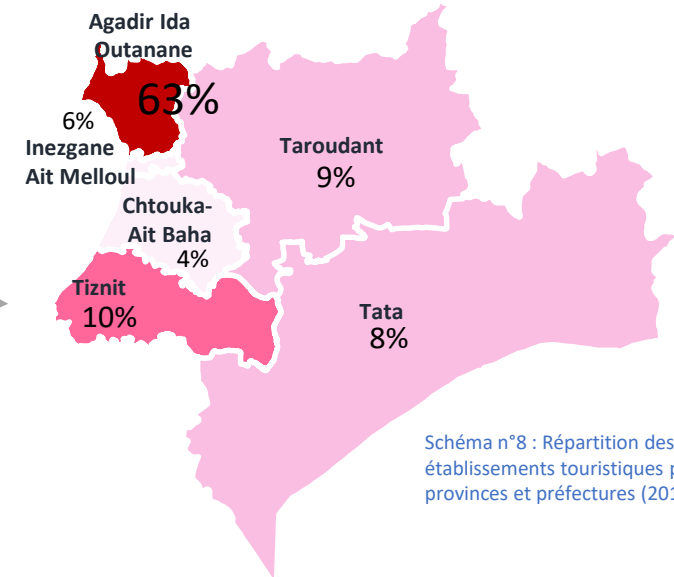 Agadir Ida
Outanane
63%
6%
Inezgane
Ait Melloul
Taroudant
9%
Chtouka-
Ait Baha
4%
Tiznit
10%
Tata
8%
Schéma n°8 : Répartition des
établissements touristiques
provinces et préfectures